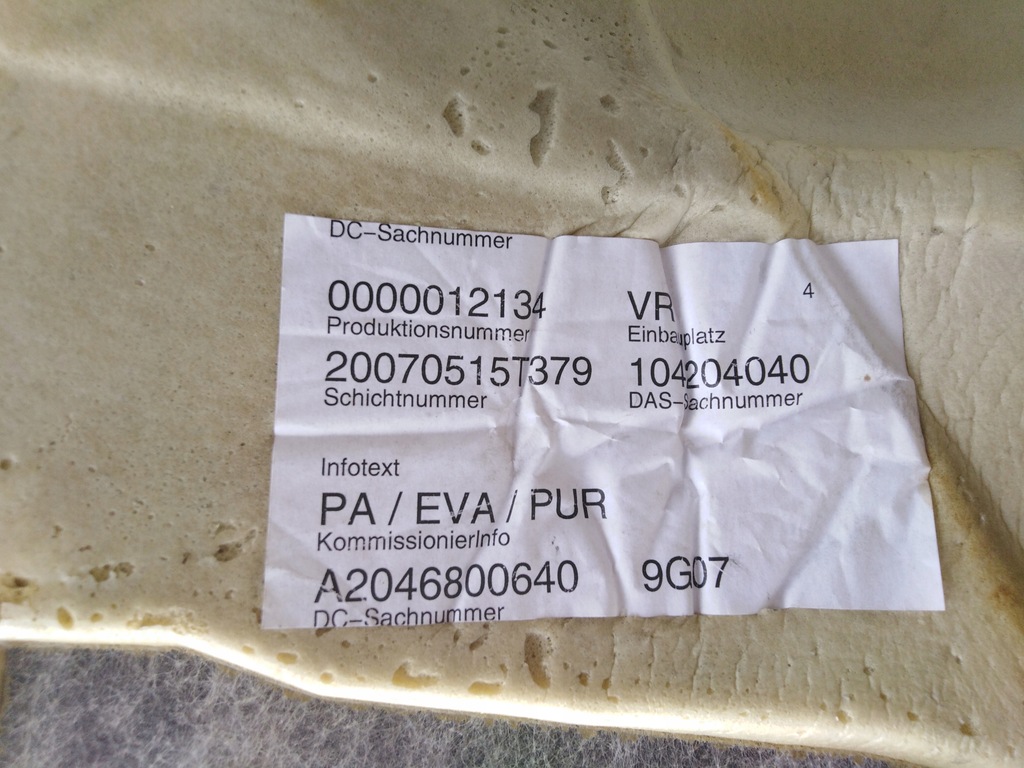 DC-Sachnummer
0000012134 VR 4
Produktionsnummer Einbauplatz
20070515T379 104204040
Schichtnummer DAS-Sachnummer
Infotext
PA / EVA / PUR
KommissionierInfo
A2046800640 9G07
DC-Sachnummer